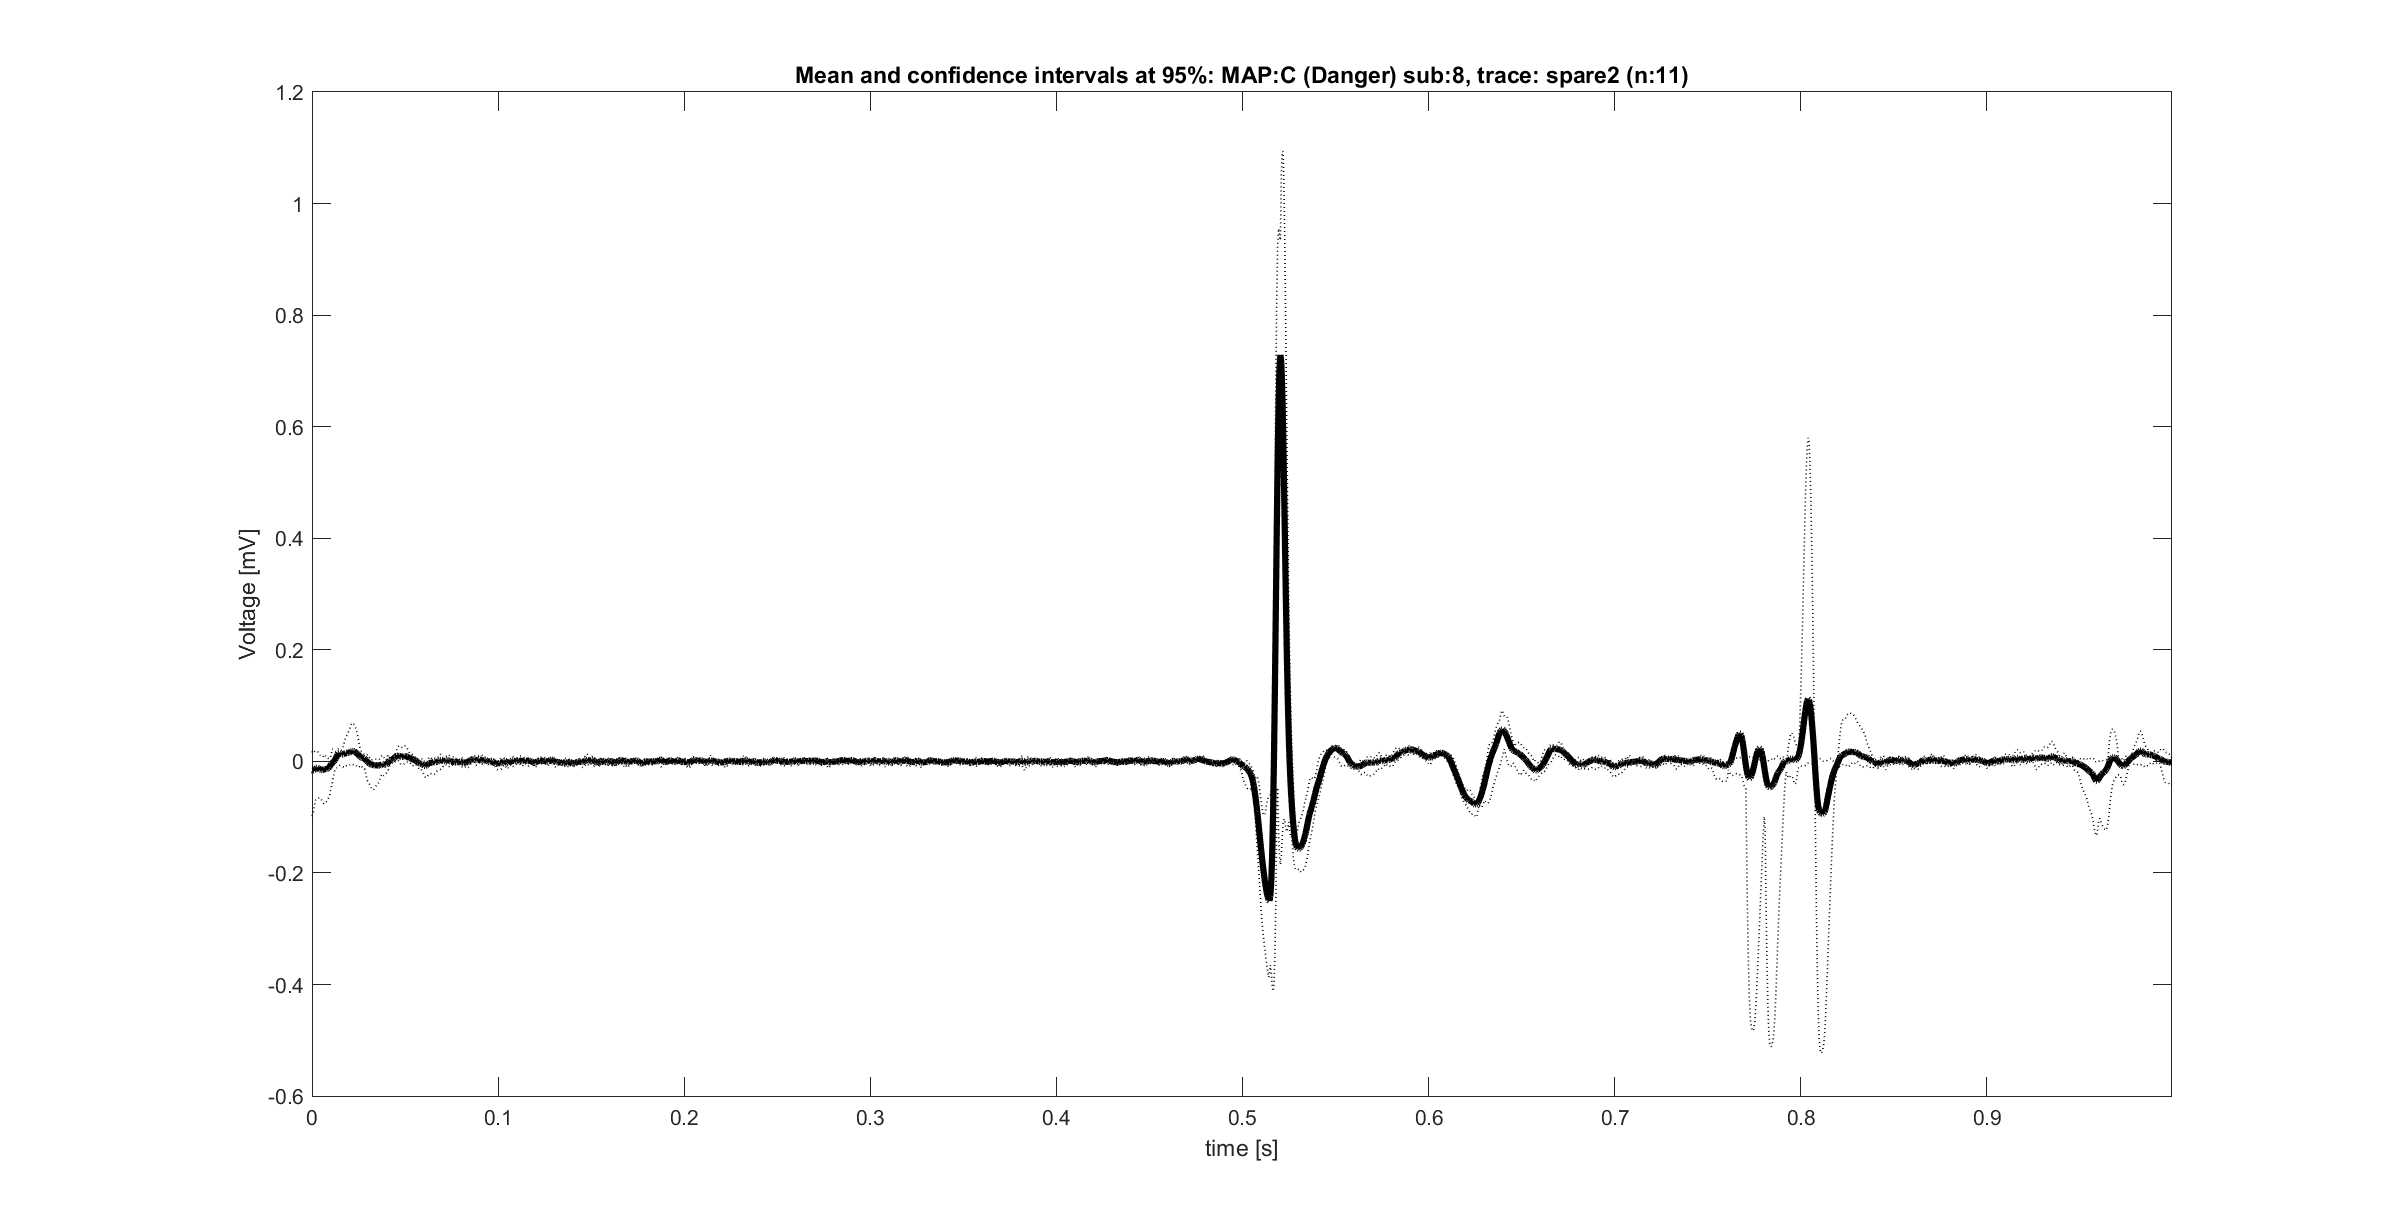 Mean and confidence intervals at 95%: MAP:C (Danger) sub:8, trace: spare2 (n:11)
1.2
1
0.8
0.6
0.4
0.2
0
-0.2
-0.4
-0.6
Voltage [mV]
0 0.1 0.2 0.3 0.4 0.5 0.6 0.7 0.8 0.9
time [s]